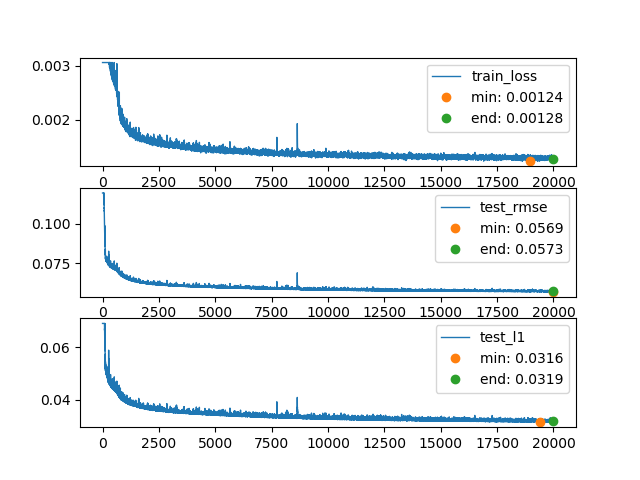 0.003
0.002
train_loss
min: 0.00124
end: 0.00128
0 2500 5000 7500 10000 12500 15000 17500 20000
0.100
0.075
test_rmse
min: 0.0569
end: 0.0573
0 2500 5000 7500 10000 12500 15000 17500 20000
0.06
0.04
test_l1
min: 0.0316
end: 0.0319
0 2500 5000 7500 10000 12500 15000 17500 20000